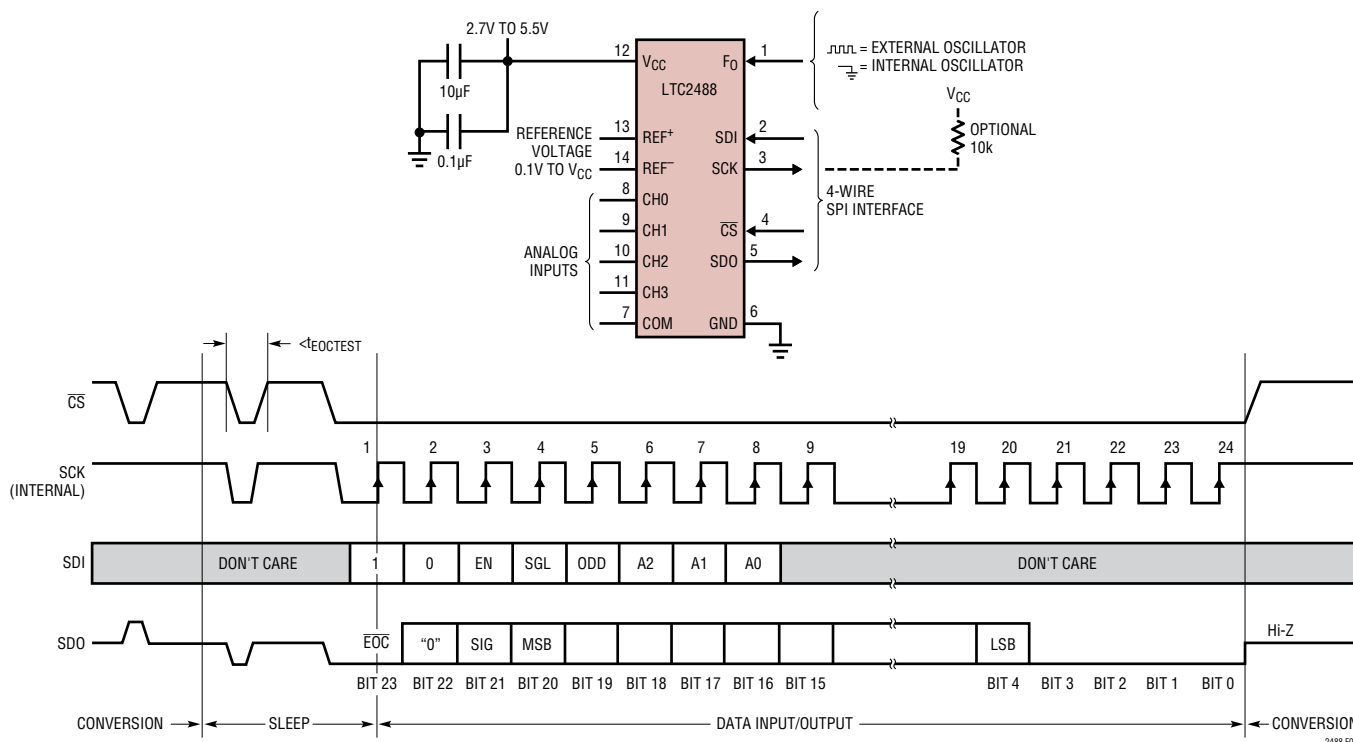 2.7V TO 5.5V
10µF
0.1µF
12
VCC
FO
1
LTC2488
= EXTERNAL OSCILLATOR
= INTERNAL OSCILLATOR
VCC
OPTIONAL
10k
REFERENCE
VOLTAGE
0.1V TO VCC
13
REF+
SDI
2
14
REF–
SCK
3
8
CH0
4-WIRE
SPI INTERFACE
9
CH1
CS
4
ANALOG
INPUTS
10
CH2
SDO
5
11
CH3
7
COM
GND
6
<tEOCTEST
CS
SCK
(INTERNAL)
1 2 3 4 5 6 7 8 9 19 20 21 22 23 24
SDI
DON'T CARE 1 0 EN SGL ODD A2 A1 A0 DON'T CARE
SDO
EOC "0" SIG MSB LSB Hi-Z
BIT 23 BIT 22 BIT 21 BIT 20 BIT 19 BIT 18 BIT 17 BIT 16 BIT 15 BIT 4 BIT 3 BIT 2 BIT 1 BIT 0
CONVERSION SLEEP DATA INPUT/OUTPUT CONVERSION